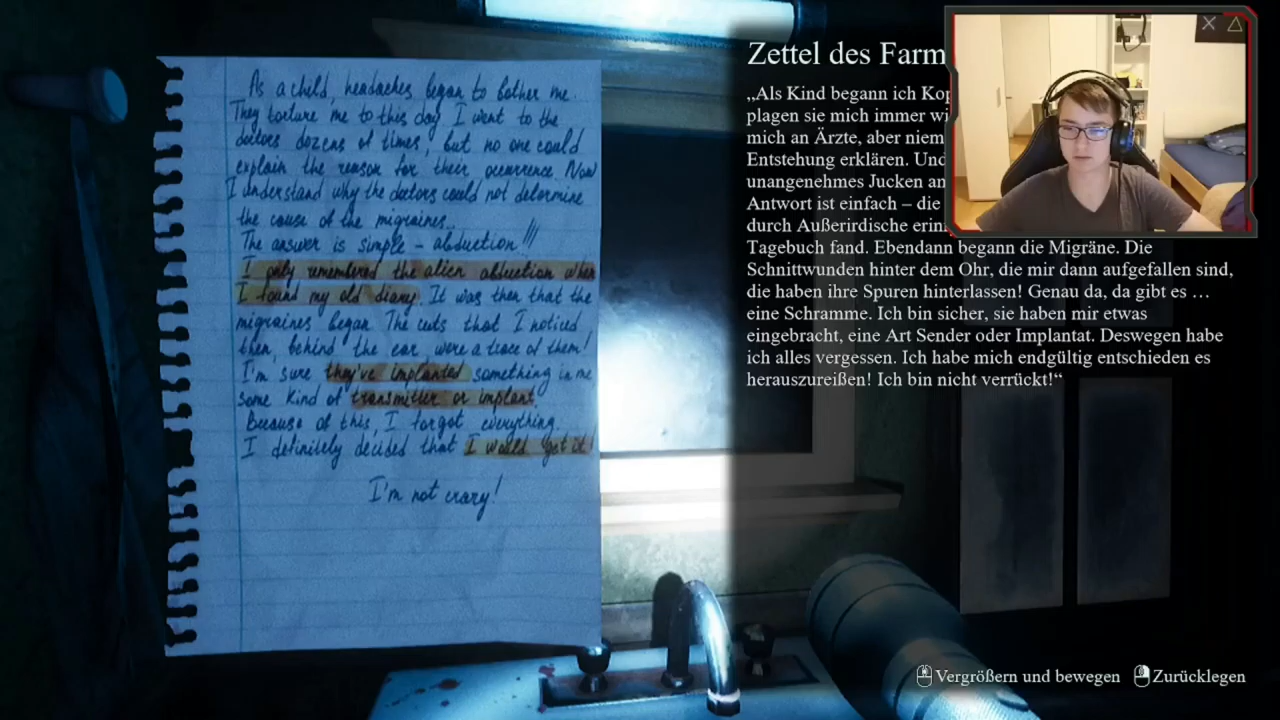 As a child, headaches began to bother me.
They torture me to this day. I went to the
doctors dozens of times, but no one could
explain the reason for their occurrence. Now
I understand why the doctors could not determine
the cause of the migraines..
The answer is simple - abduction!!!
I only remembered the alien abduction when
I found my old diary. It was then that the
migraines began. The cuts that I noticed
then, behind the ear, were a trace of them!
I'm sure they've implanted something in me
some kind of transmitter or implant.
Because of this, I forgot everything.
I definitely decided that I would get it!
I'm not crazy!
Zettel des Farm
„Als Kind begann ich Kop
plagen sie mich immer wi
mich an Ärzte, aber niem
Entstehung erklären. Und
unangenehmes Jucken an
Antwort ist einfach – die
durch Außerirdische erin
Tagebuch fand. Ebendann begann die Migräne. Die
Schnittwunden hinter dem Ohr, die mir dann aufgefallen sind,
die haben ihre Spuren hinterlassen! Genau da, da gibt es …
eine Schramme. Ich bin sicher, sie haben mir etwas
eingebracht, eine Art Sender oder Implantat. Deswegen habe
ich alles vergessen. Ich habe mich endgültig entschieden es
herauszureißen! Ich bin nicht verrückt!“
Vergrößern und bewegen Zurücklegen